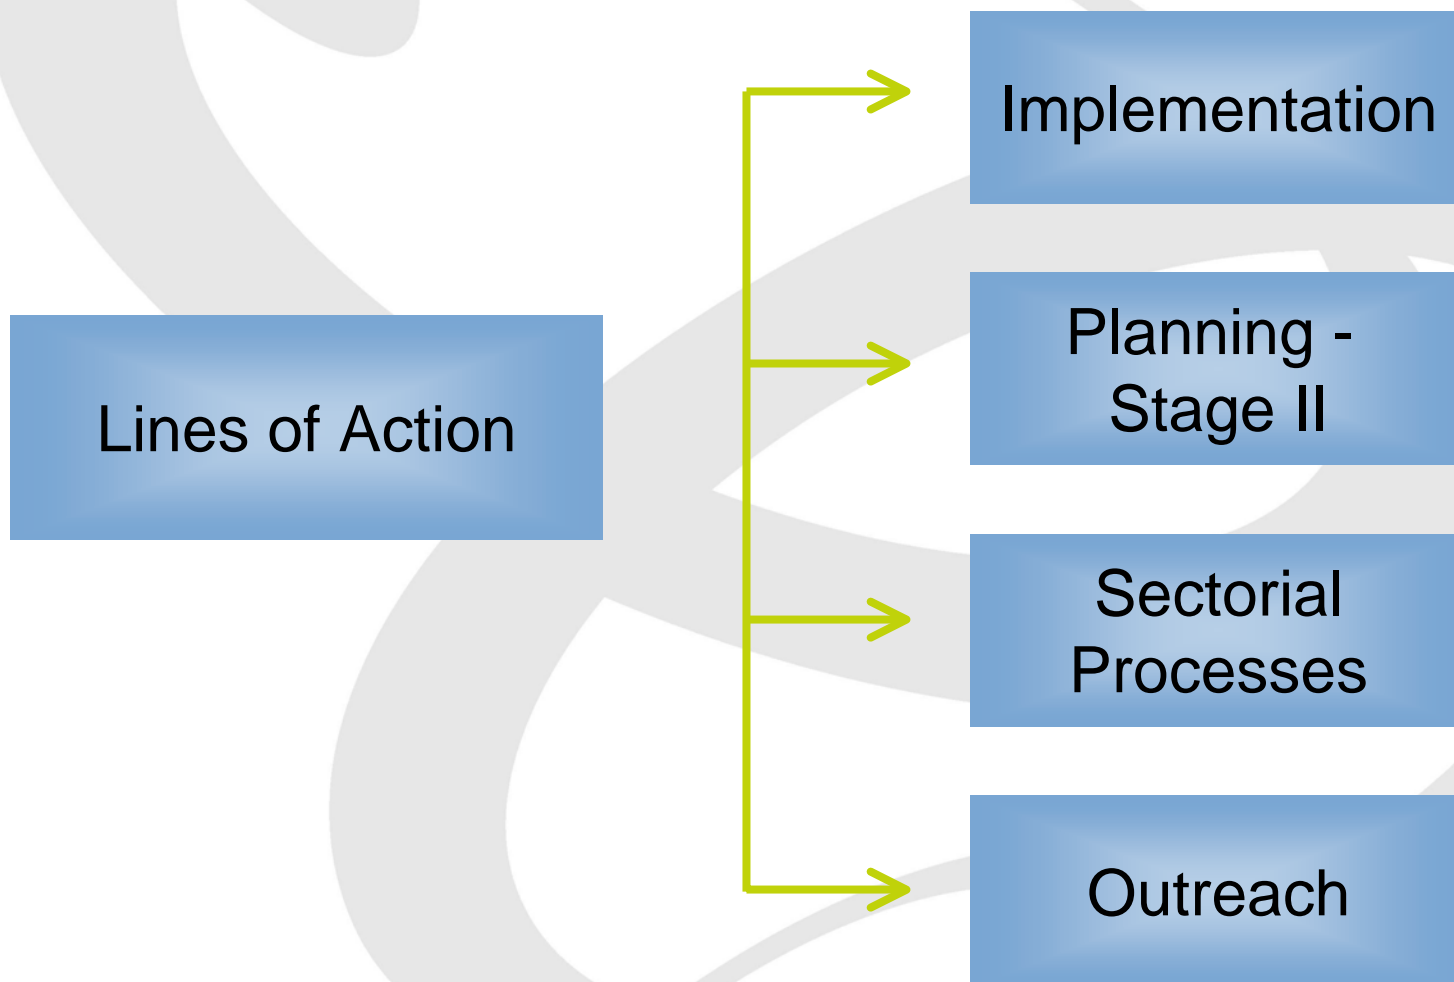 Lines of Action
Implementation
Planning -
Stage II
Sectorial
Processes
Outreach